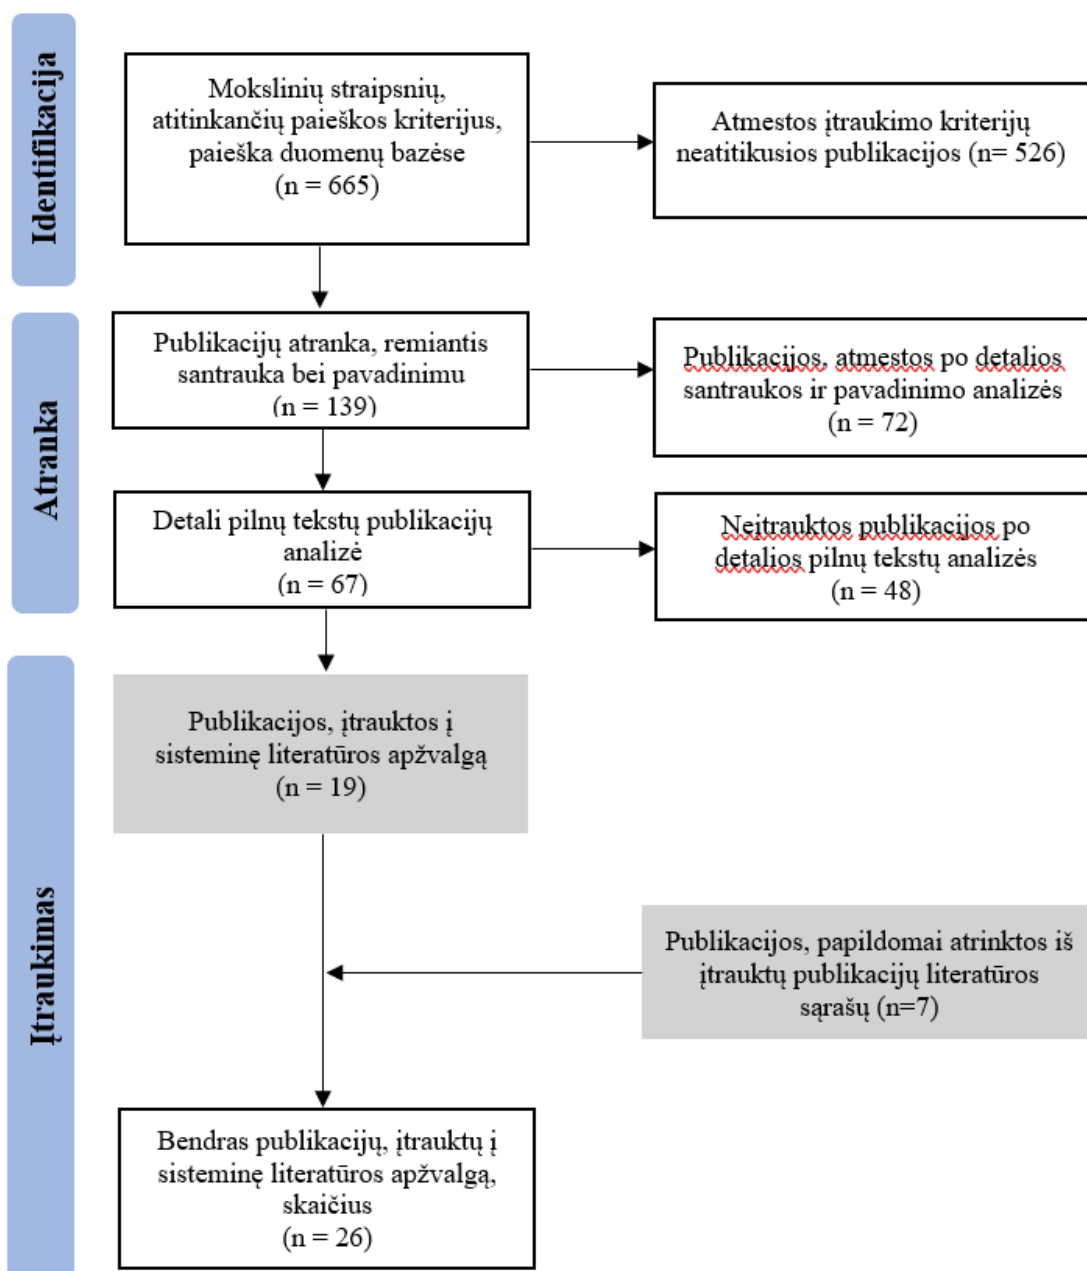 Identifikacija
Mokslinių straipsnių,
atitinkančių paieškos kriterijus,
paieška duomenų bazėse
(n = 665)
Atmestos įtraukimo kriterijų
neatitikusios publikacijos (n= 526)
Atranka
Publikacijų atranka, remiantis
santrauka bei pavadinimu
(n = 139)
Publikacijos, atmestos po detalios
santraukos ir pavadinimo analizės
(n = 72)
Detali pilnų tekstų publikacijų
analizė
(n = 67)
Neįtrauktos publikacijos po
detalios pilnų tekstų analizės
(n = 48)
Įtraukimas
Publikacijos, įtrauktos į
sisteminę literatūros apžvalgą
(n = 19)
Publikacijos, papildomai atrinktos iš
įtrauktų publikacijų literatūros
sąrašų (n=7)
Bendras publikacijų, įtrauktų į
sisteminę literatūros apžvalgą,
skaičius
(n = 26)